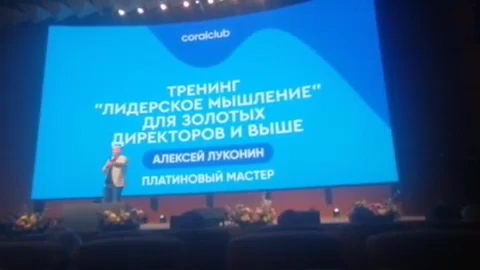 coralclub
ТРЕНИНГ
"ЛИДЕРСКОЕ МЫШЛЕНИЕ"
ДЛЯ ЗОЛОТЫХ
ДИРЕКТОРОВ И ВЫШЕ
АЛЕКСЕЙ ЛУКОНИН
ПЛАТИНОВЫЙ МАСТЕР